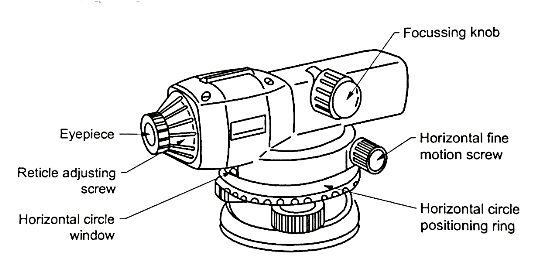 Focussing knob
Eyepiece
Horizontal fine
motion screw
Reticle adjusting
screw
Horizontal circle
window
Horizontal circle
positioning ring